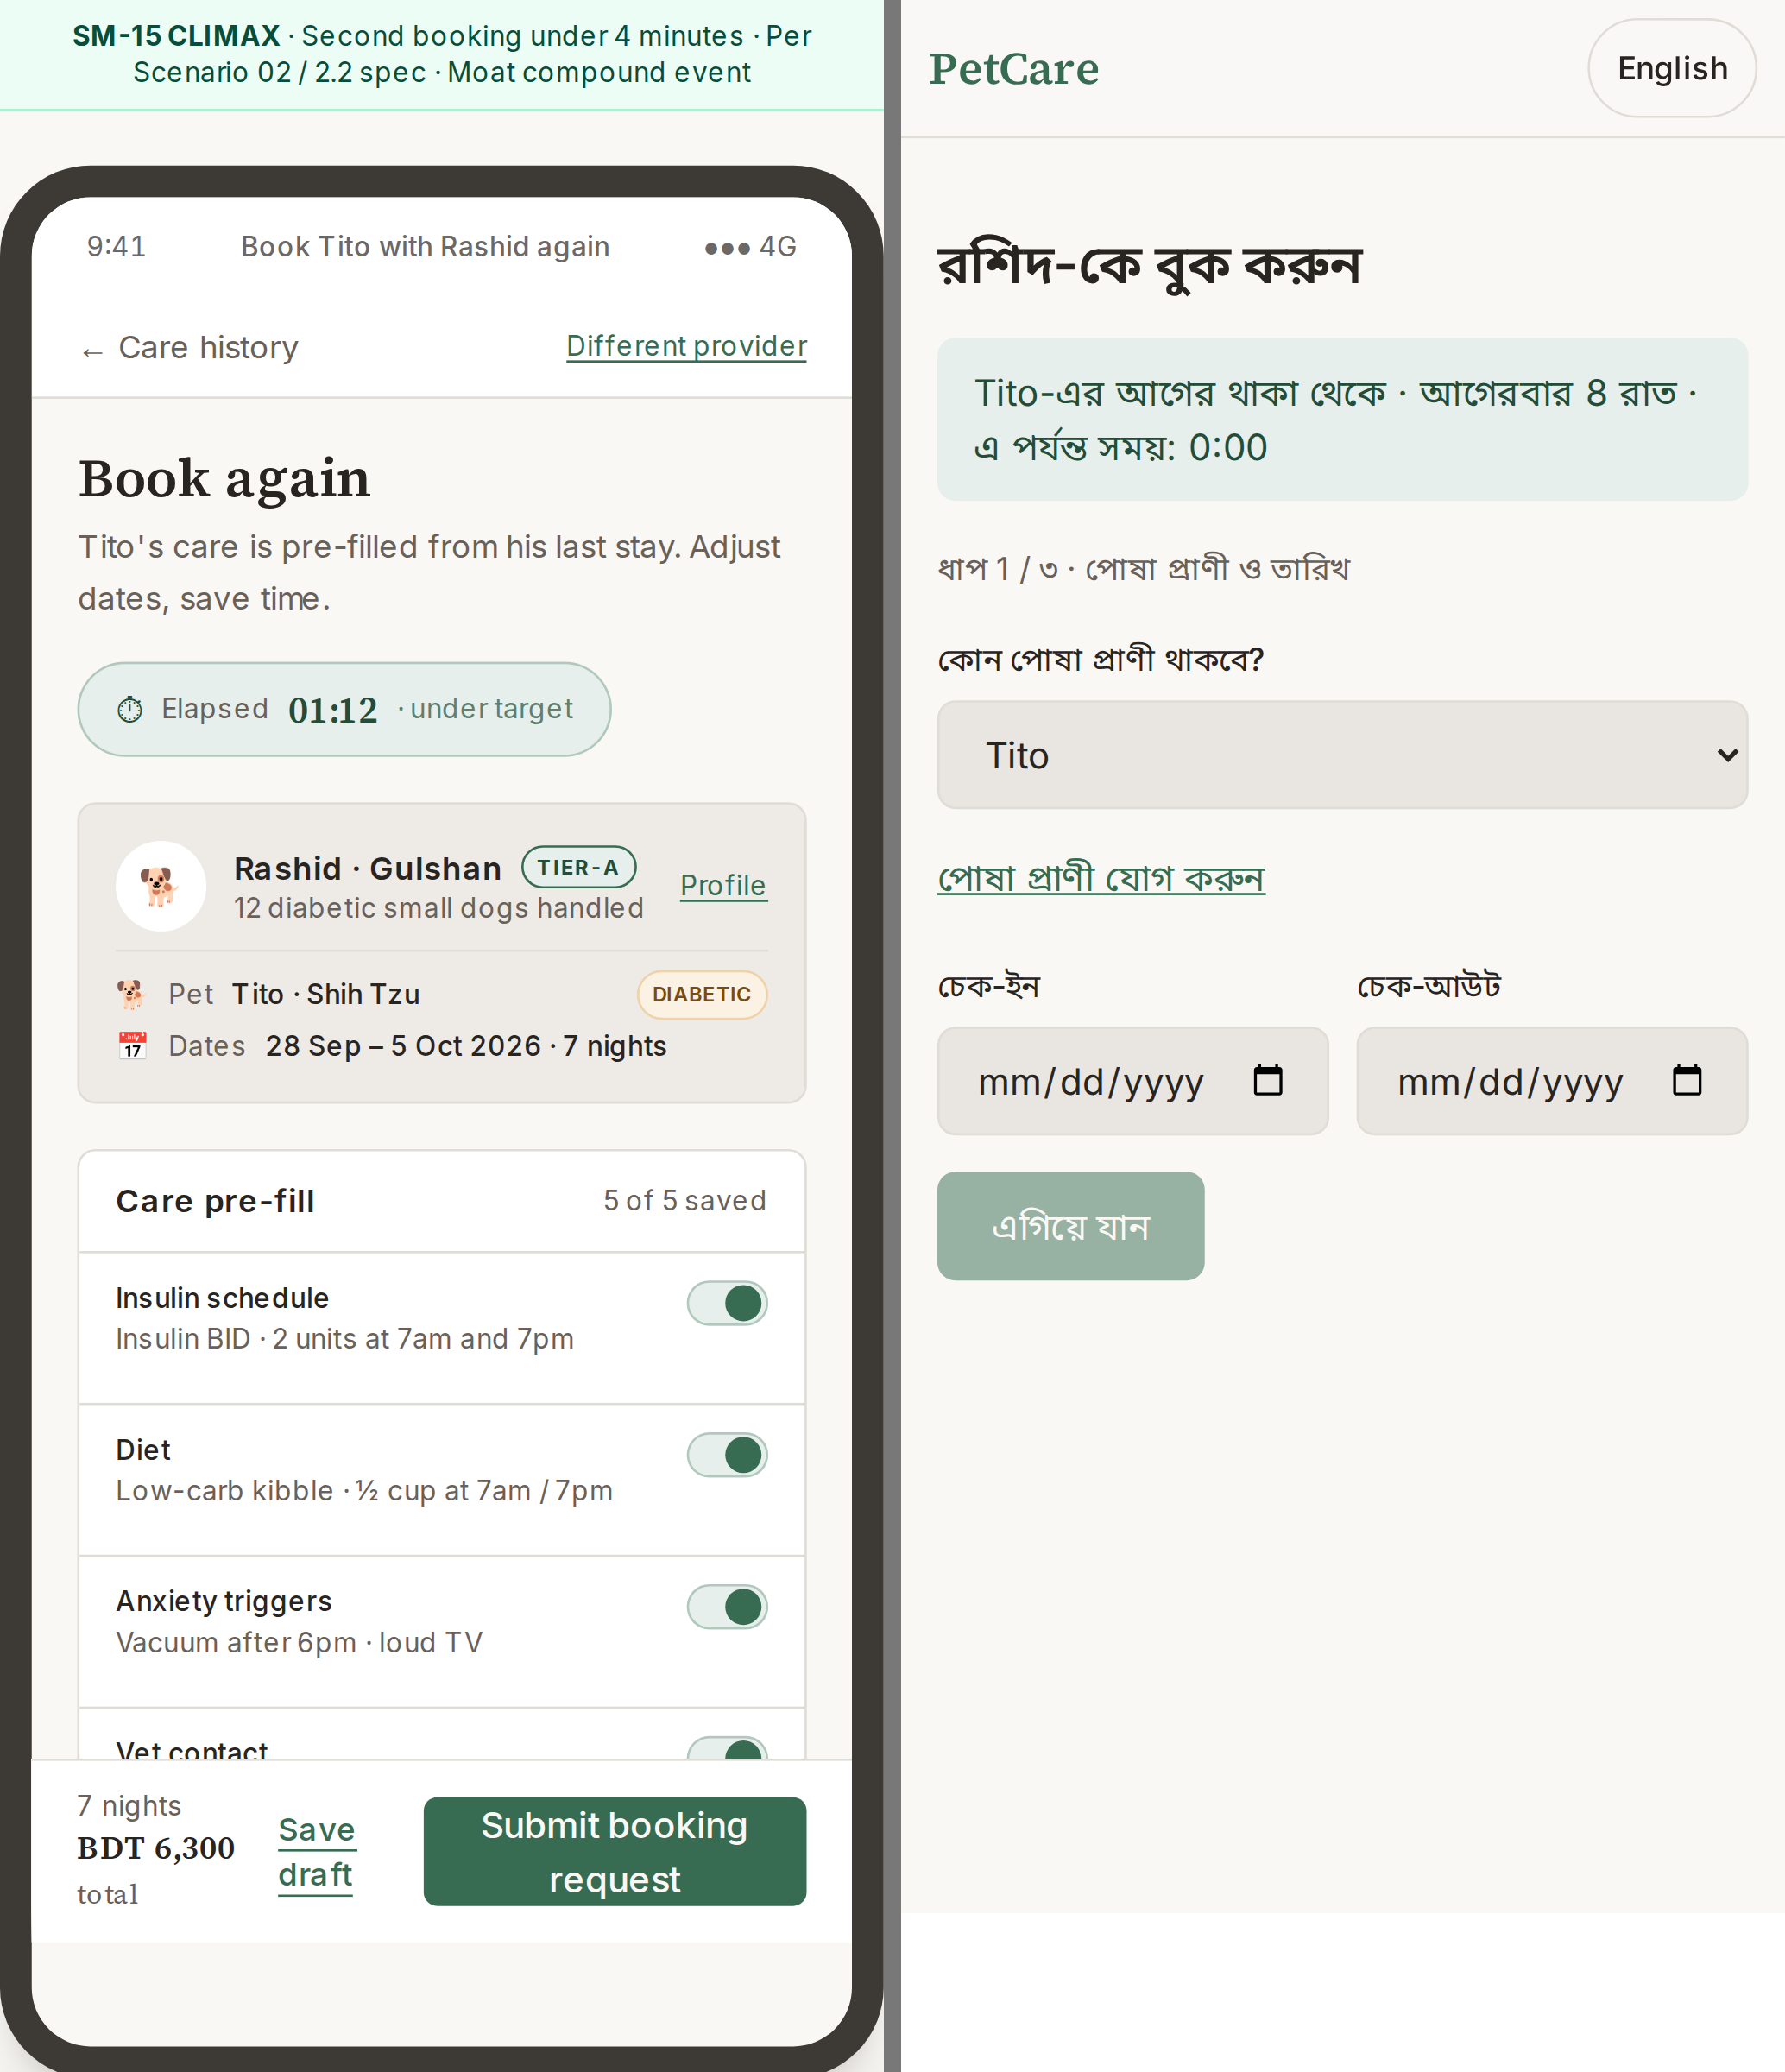 SM-15 CLIMAX · Second booking under 4 minutes · Per
Scenario 02 / 2.2 spec · Moat compound event
9:41
Book Tito with Rashid again
●●● 4G
← Care history
Different provider
Book again
Tito's care is pre-filled from his last stay. Adjust
dates, save time.
Elapsed 01:12 · under target
Rashid · Gulshan TIER-A
12 diabetic small dogs handled
Profile
Pet Tito · Shih Tzu DIABETIC
Dates 28 Sep – 5 Oct 2026 · 7 nights
Care pre-fill
5 of 5 saved
Insulin schedule
Insulin BID · 2 units at 7am and 7pm
Diet
Low-carb kibble · ½ cup at 7am / 7pm
Anxiety triggers
Vacuum after 6pm · loud TV
Vet contact
7 nights
BDT 6,300
total
Save
draft
Submit booking
request
PetCare
English
রশিদ-কে বুক করুন
Tito-এর আগের থাকা থেকে · আগেরবার 8 রাত ·
এ পর্যন্ত সময়: 0:00
ধাপ 1 / ৩ · পোষা প্রাণী ও তারিখ
কোন পোষা প্রাণী থাকবে?
Tito
পোষা প্রাণী যোগ করুন
চেক-ইন
চেক-আউট
mm/dd/yyyy
mm/dd/yyyy
এগিয়ে যান